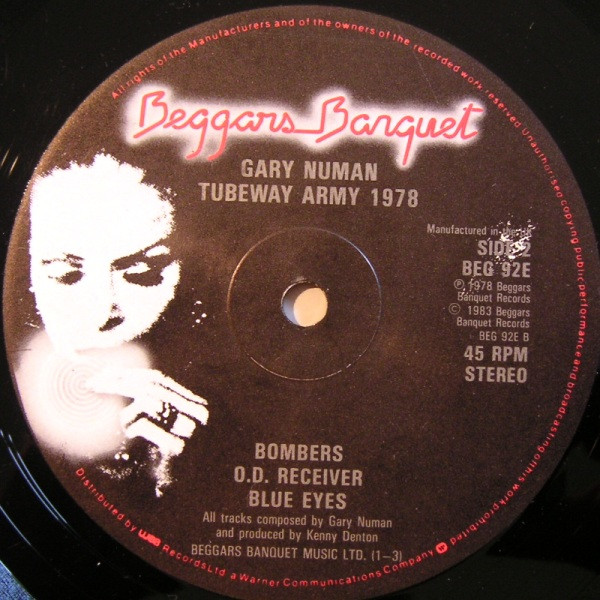 All rights of the Manufacturers and of the owners of the recorded work reserved Unauthorised copying public performance and broadcasting of this work prohibited
Beggars Banquet
GARY NUMAN
TUBEWAY ARMY 1978
Manufactured in the UK
SIDE 2
BEG 92E
Ⓟ 1978 Beggars
Banquet Records
© 1983 Beggars
Banquet Records
BEG 92E B
45 RPM
STEREO
BOMBERS
O.D. RECEIVER
BLUE EYES
All tracks composed by Gary Numan
and produced by Kenny Denton
BEGGARS BANQUET MUSIC LTD. (1–3)
Distributed by wea Records Ltd a Warner Communications Company